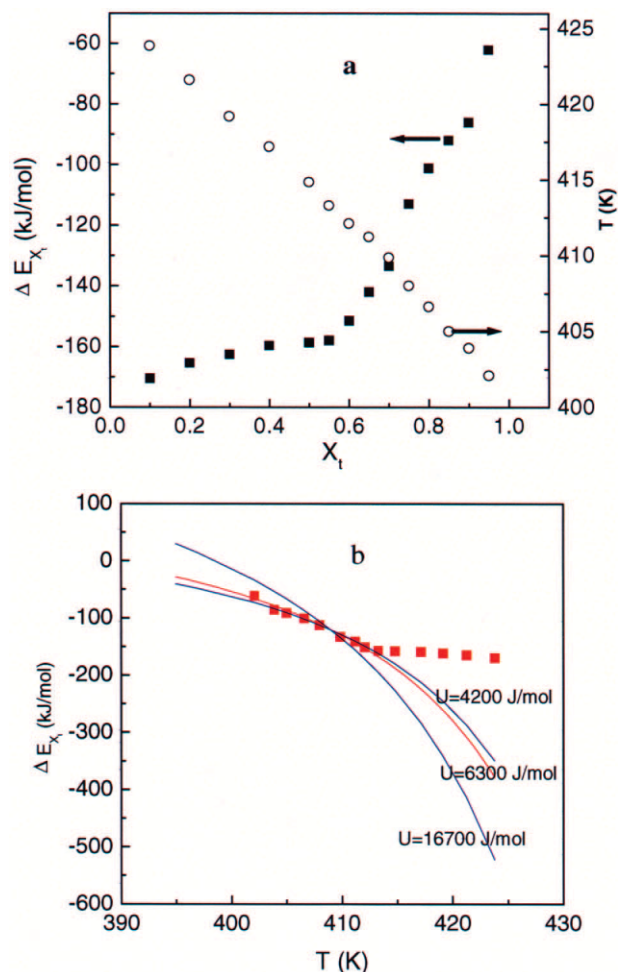 a
-60
-80
-100
-120
-140
-160
-180
Δ E_{X_t} (kJ/mol)
425
420
415
410
405
400
T (K)
0.0 0.2 0.4 0.6 0.8 1.0
X_t
b
100
0
-100
-200
-300
-400
-500
-600
Δ E_{X_t} (kJ/mol)
U=4200 J/mol
U=6300 J/mol
U=16700 J/mol
390 400 410 420 430
T (K)